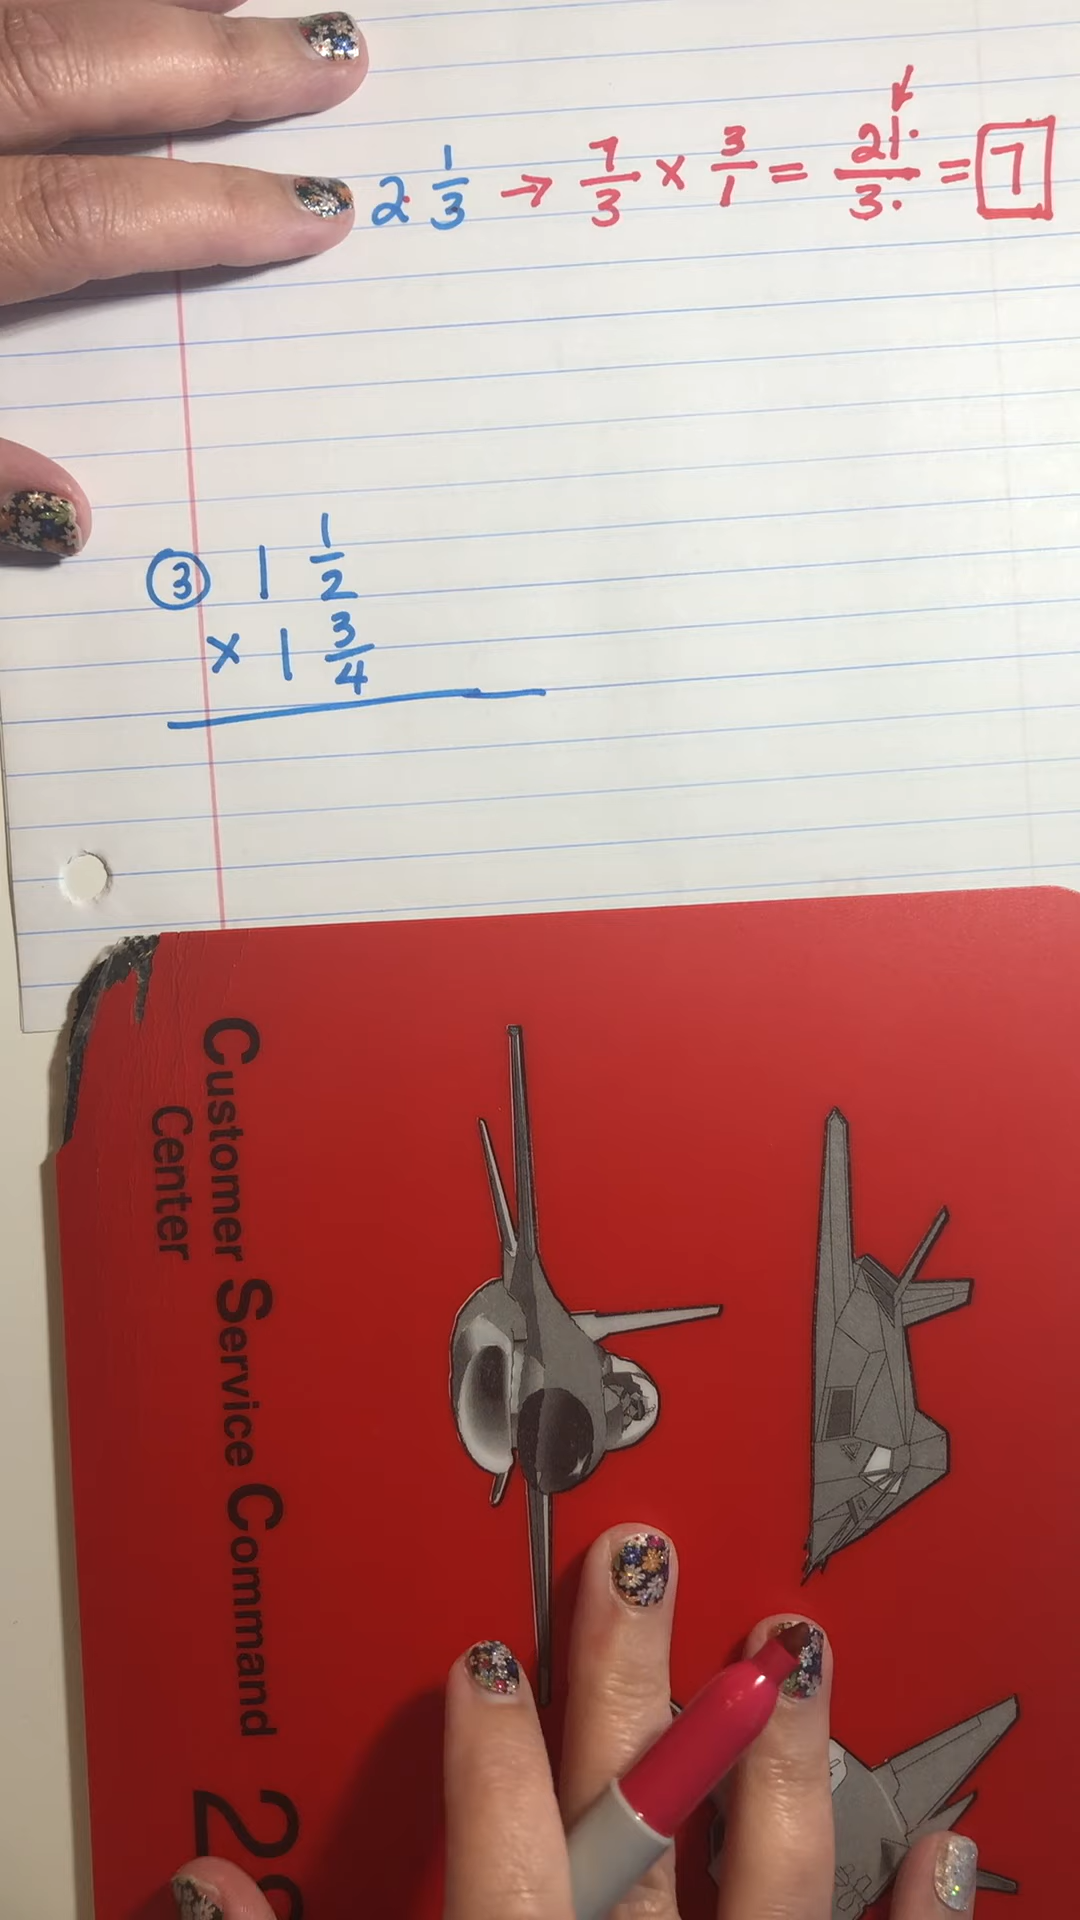 2 1/3 → 7/3 × 3/1 = 21/3 = 7
③ 1 1/2
× 1 3/4
Customer Service Command
Center